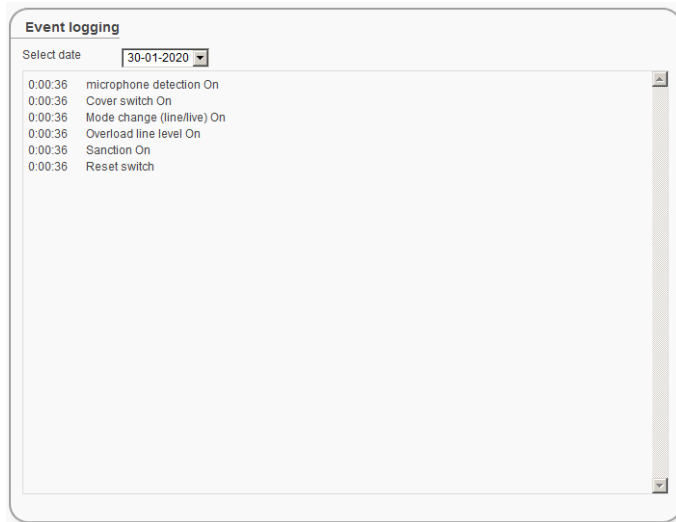 Event logging
Select date 30-01-2020
0:00:36 microphone detection On
0:00:36 Cover switch On
0:00:36 Mode change (line/live) On
0:00:36 Overload line level On
0:00:36 Sanction On
0:00:36 Reset switch